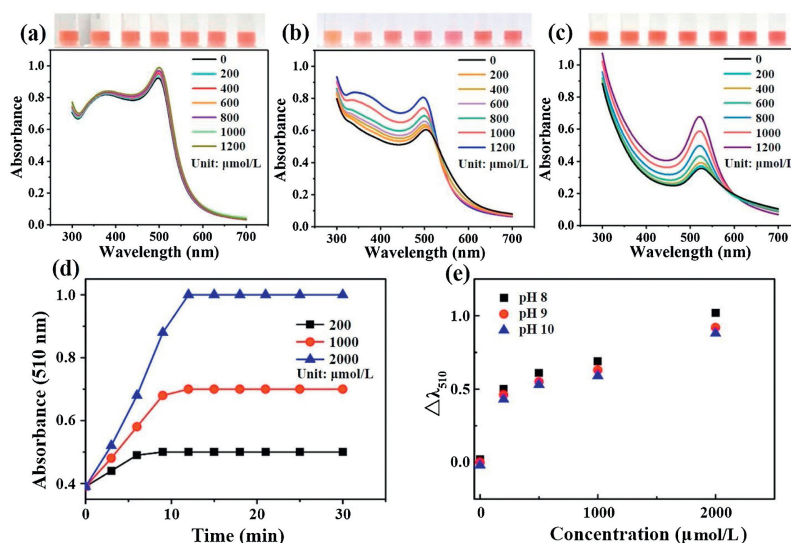 (a)
0
200
400
600
800
1000
1200
Unit: μmol/L
Absorbance
1.0
0.8
0.6
0.4
0.2
0.0
300 400 500 600 700
Wavelength (nm)
(b)
0
200
400
600
800
1000
1200
Unit: μmol/L
Absorbance
1.0
0.8
0.6
0.4
0.2
0.0
300 400 500 600 700
Wavelength (nm)
(c)
0
200
400
600
800
1000
1200
Unit: μmol/L
Absorbance
1.0
0.8
0.6
0.4
0.2
0.0
300 400 500 600 700
Wavelength (nm)
(d)
200
1000
2000
Unit: μmol/L
Absorbance (510 nm)
1.0
0.8
0.6
0.4
0 10 20 30
Time (min)
(e)
pH 8
pH 9
pH 10
△λ510
1.0
0.5
0.0
0 1000 2000
Concentration (μmol/L)